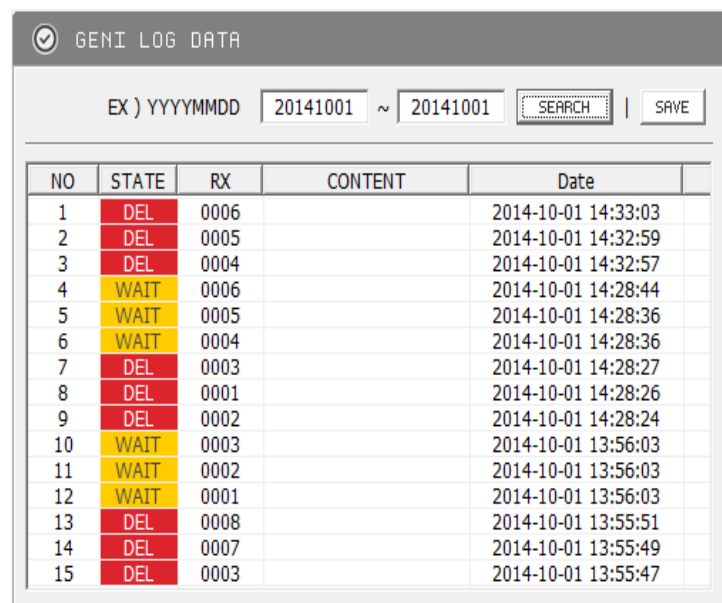 GENI LOG DATA
EX ) YYYYMMDD 20141001 ~ 20141001 SEARCH | SAVE
NO STATE RX CONTENT Date
1 DEL 0006 2014-10-01 14:33:03
2 DEL 0005 2014-10-01 14:32:59
3 DEL 0004 2014-10-01 14:32:57
4 WAIT 0006 2014-10-01 14:28:44
5 WAIT 0005 2014-10-01 14:28:36
6 WAIT 0004 2014-10-01 14:28:36
7 DEL 0003 2014-10-01 14:28:27
8 DEL 0001 2014-10-01 14:28:26
9 DEL 0002 2014-10-01 14:28:24
10 WAIT 0003 2014-10-01 13:56:03
11 WAIT 0002 2014-10-01 13:56:03
12 WAIT 0001 2014-10-01 13:56:03
13 DEL 0008 2014-10-01 13:55:51
14 DEL 0007 2014-10-01 13:55:49
15 DEL 0003 2014-10-01 13:55:47